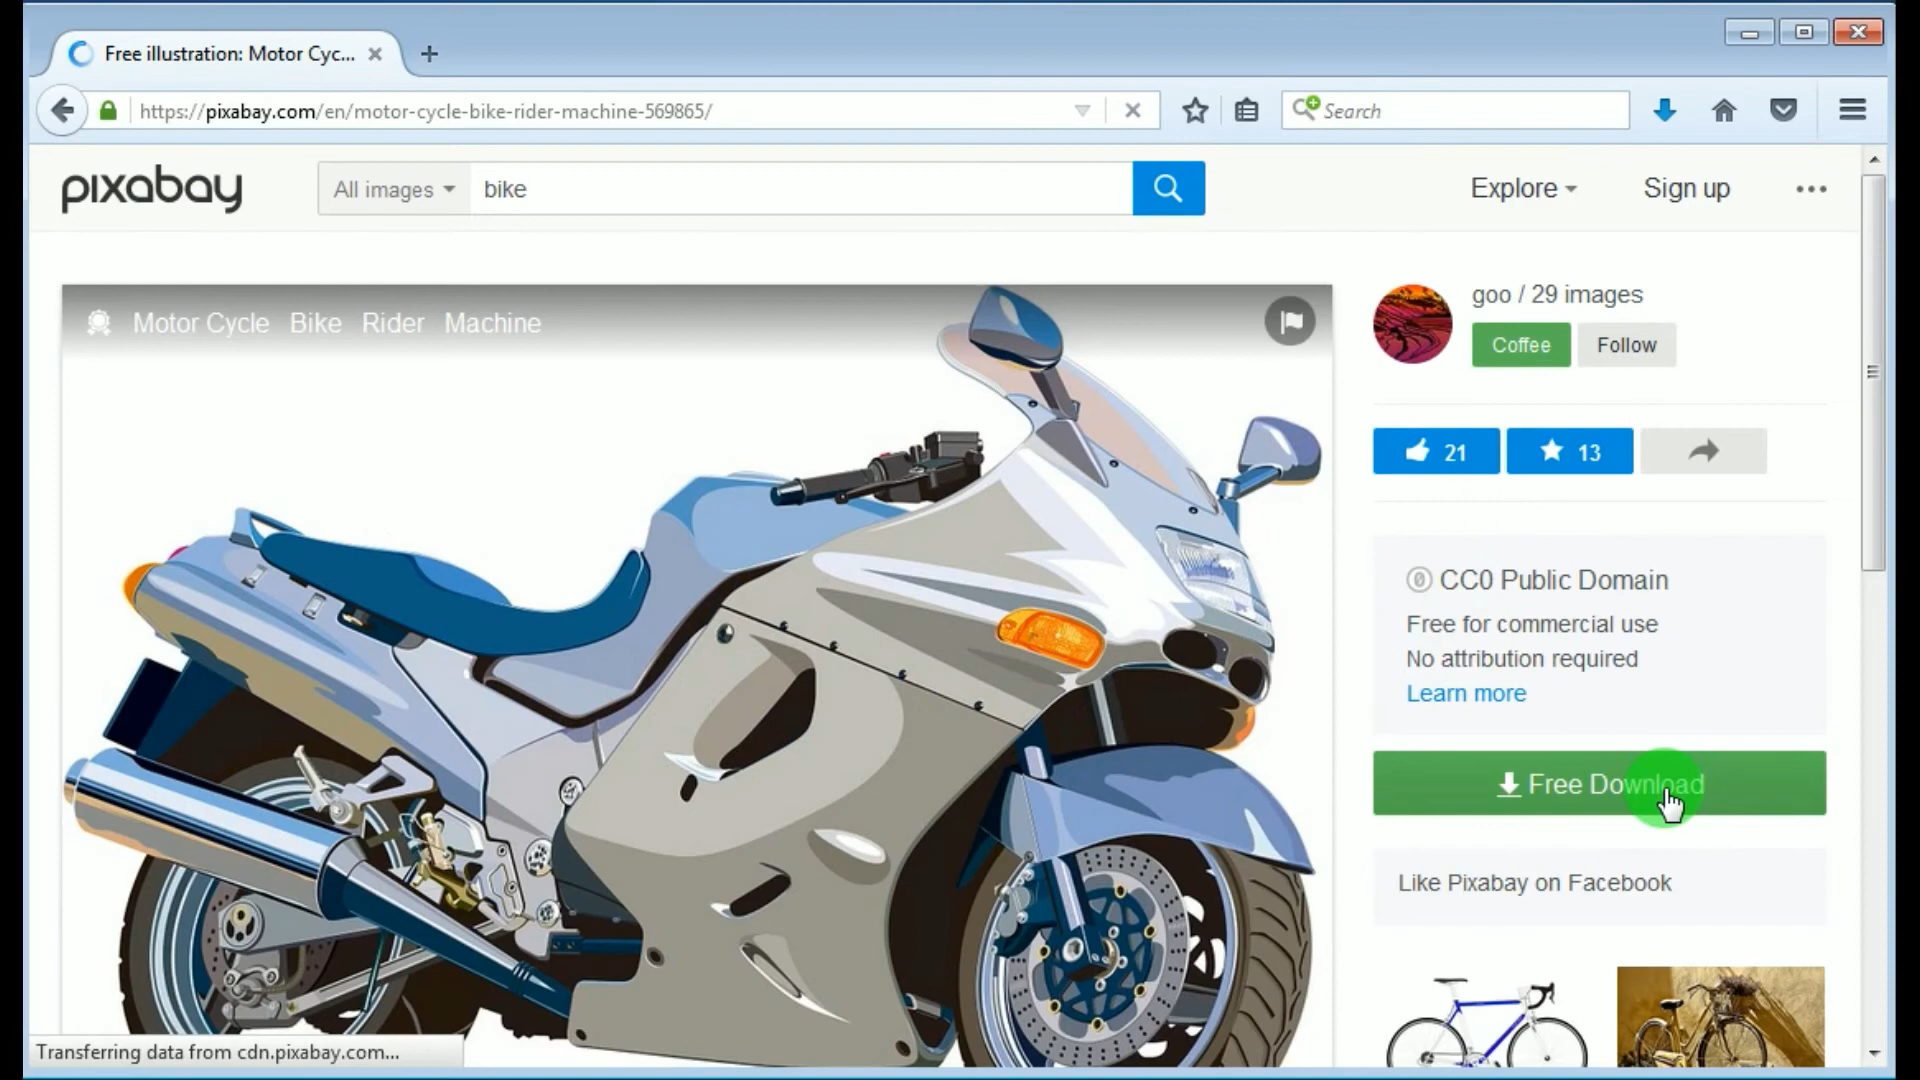 Free illustration: Motor Cyc...
https://pixabay.com/en/motor-cycle-bike-rider-machine-569865/
Search
pixabay
All images
bike
Explore
Sign up
Motor Cycle Bike Rider Machine
goo / 29 images
Coffee
Follow
21
13
CC0 Public Domain
Free for commercial use
No attribution required
Learn more
Free Download
Like Pixabay on Facebook
Transferring data from cdn.pixabay.com...